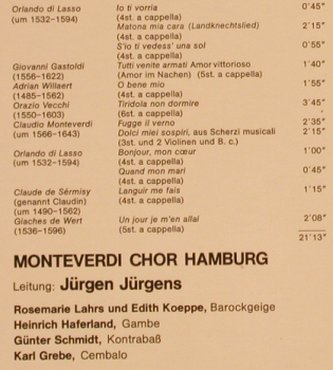 Orlando di Lasso Io ti vorria 0'45"
(um 1532–1594) (4st. a cappella)
Matona mia cara (Landknechtslied) 2'15"
(4st. a cappella)
S'io ti vedess' una sol 0'55"
(4st. a cappella)
Giovanni Gastoldi Tutti venite armati Amor vittorioso 1'40"
(1556–1622) (Amor im Nachen) (5st. a cappella)
Adrian Willaert O bene mio 1'55"
(1485–1562) (4st. a cappella)
Orazio Vecchi Tiridola non dormire 3'45"
(1550–1603) (6st. a cappella)
Claudio Monteverdi Fugge il verno 2'35"
(um 1566–1643) Dolci miei sospiri, aus Scherzi musicali 2'15"
(3st. und 2 Violinen und B. c.)
Orlando di Lasso Bonjour, mon cœur 1'00"
(um 1532–1594) (4st. a cappella)
Quand mon mari 0'45"
(4st. a cappella)
Claude de Sérmisy Languir me fais 1'15"
(genannt Claudin) (4st. a cappella)
(um 1490–1562)
Giaches de Wert Un jour je m'en allai 2'08"
(1536–1596) (5st. a cappella)
21'13"
MONTEVERDI CHOR HAMBURG
Leitung: Jürgen Jürgens
Rosemarie Lahrs und Edith Koeppe, Barockgeige
Heinrich Haferland, Gambe
Günter Schmidt, Kontrabaß
Karl Grebe, Cembalo